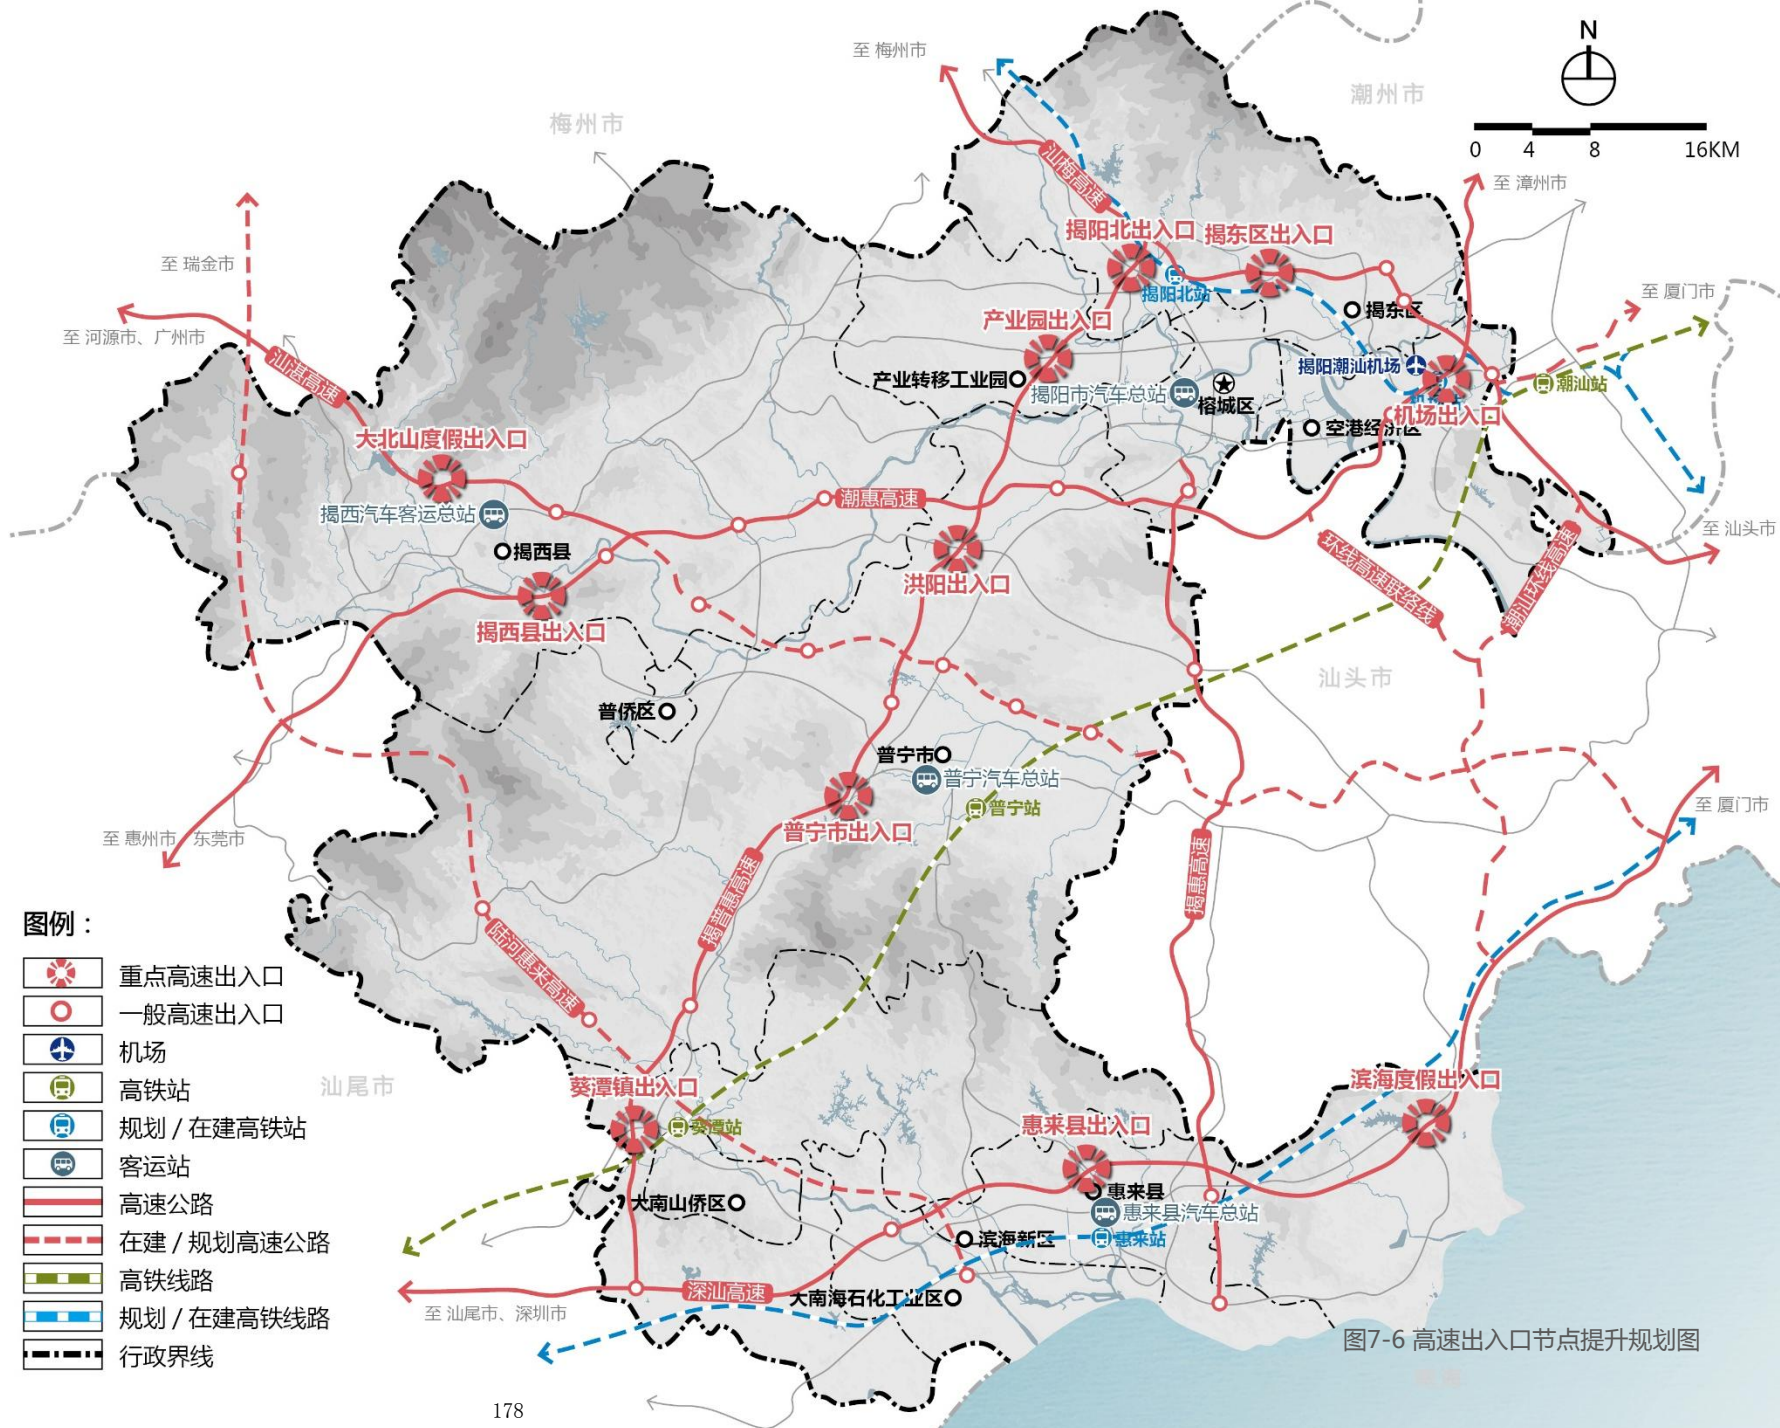 至 梅州市
N
潮州市
梅州市
0 4 8 16KM
汕梅高速
至 漳州市
揭阳北出入口
揭东区出入口
至 瑞金市
揭阳北站
至 厦门市
揭东区
产业园出入口
至 河源市、广州市
汕湛高速
揭阳潮汕机场
产业转移工业园
揭阳市汽车总站
榕城区
潮汕站
机场出入口
空港经济区
大北山度假出入口
潮惠高速
揭西汽车客运总站
至 汕头市
揭西县
环线高速联络线
潮汕环线高速
洪阳出入口
揭西县出入口
汕头市
普侨区
普宁市
普宁汽车总站
普宁站
至 厦门市
普宁市出入口
至 惠州市、东莞市
揭惠高速
揭普惠高速
图例：
陆河惠来高速
重点高速出入口
一般高速出入口
机场
高铁站
规划 / 在建高铁站
客运站
高速公路
在建 / 规划高速公路
高铁线路
规划 / 在建高铁线路
行政界线
汕尾市
葵潭镇出入口
滨海度假出入口
葵潭站
惠来县出入口
大南山侨区
惠来县
惠来县汽车总站
滨海新区
惠来站
深汕高速
大南海石化工业区
至 汕尾市、深圳市
图7-6 高速出入口节点提升规划图
178